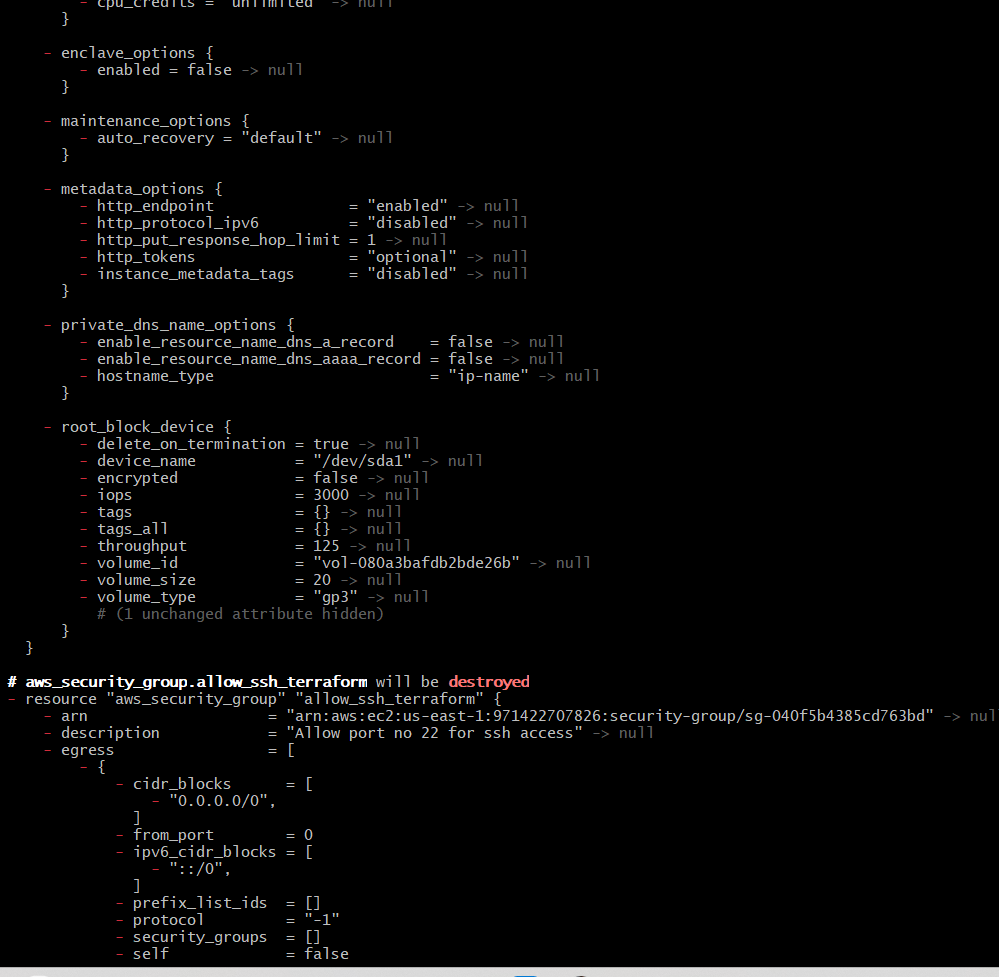 - cpu_credits = "unlimited" -> null
}
- enclave_options {
- enabled = false -> null
}
- maintenance_options {
- auto_recovery = "default" -> null
}
- metadata_options {
- http_endpoint = "enabled" -> null
- http_protocol_ipv6 = "disabled" -> null
- http_put_response_hop_limit = 1 -> null
- http_tokens = "optional" -> null
- instance_metadata_tags = "disabled" -> null
}
- private_dns_name_options {
- enable_resource_name_dns_a_record = false -> null
- enable_resource_name_dns_aaaa_record = false -> null
- hostname_type = "ip-name" -> null
}
- root_block_device {
- delete_on_termination = true -> null
- device_name = "/dev/sda1" -> null
- encrypted = false -> null
- iops = 3000 -> null
- tags = {} -> null
- tags_all = {} -> null
- throughput = 125 -> null
- volume_id = "vol-080a3bafdb2bde26b" -> null
- volume_size = 20 -> null
- volume_type = "gp3" -> null
# (1 unchanged attribute hidden)
}
}
# aws_security_group.allow_ssh_terraform will be destroyed
- resource "aws_security_group" "allow_ssh_terraform" {
- arn = "arn:aws:ec2:us-east-1:971422707826:security-group/sg-040f5b4385cd763bd" -> null
- description = "Allow port no 22 for ssh access" -> null
- egress = [
- {
- cidr_blocks = [
- "0.0.0.0/0",
]
- from_port = 0
- ipv6_cidr_blocks = [
- "::/0",
]
- prefix_list_ids = []
- protocol = "-1"
- security_groups = []
- self = false